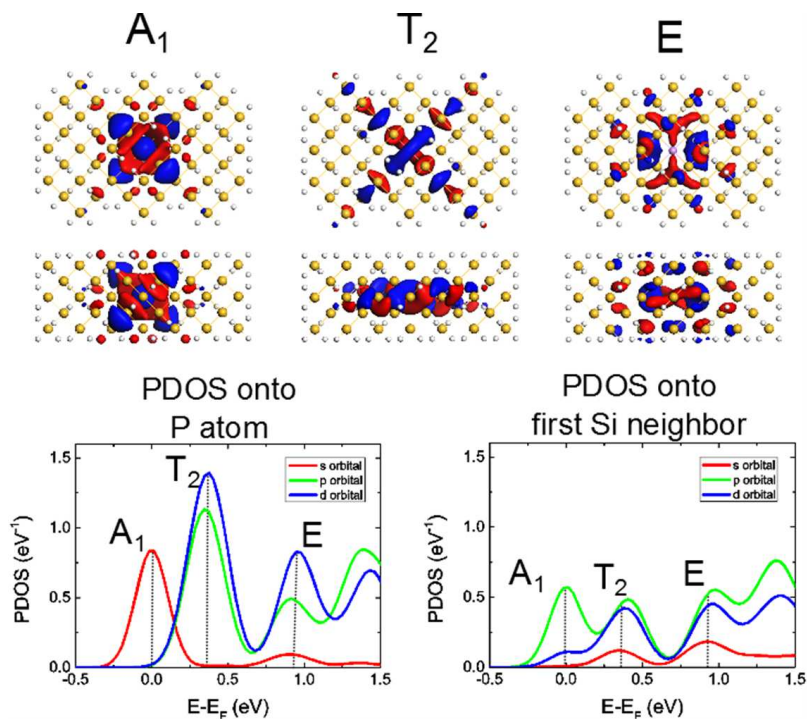 A₁ T₂ E
PDOS onto
P atom
PDOS onto
first Si neighbor
1.5
1.0
0.5
0.0
PDOS (eV⁻¹)
A₁
T₂
E
s orbital
p orbital
d orbital
-0.5 0.0 0.5 1.0 1.5
E-E_F (eV)
1.5
1.0
0.5
0.0
PDOS (eV⁻¹)
A₁
T₂
E
s orbital
p orbital
d orbital
-0.5 0.0 0.5 1.0 1.5
E-E_F (eV)